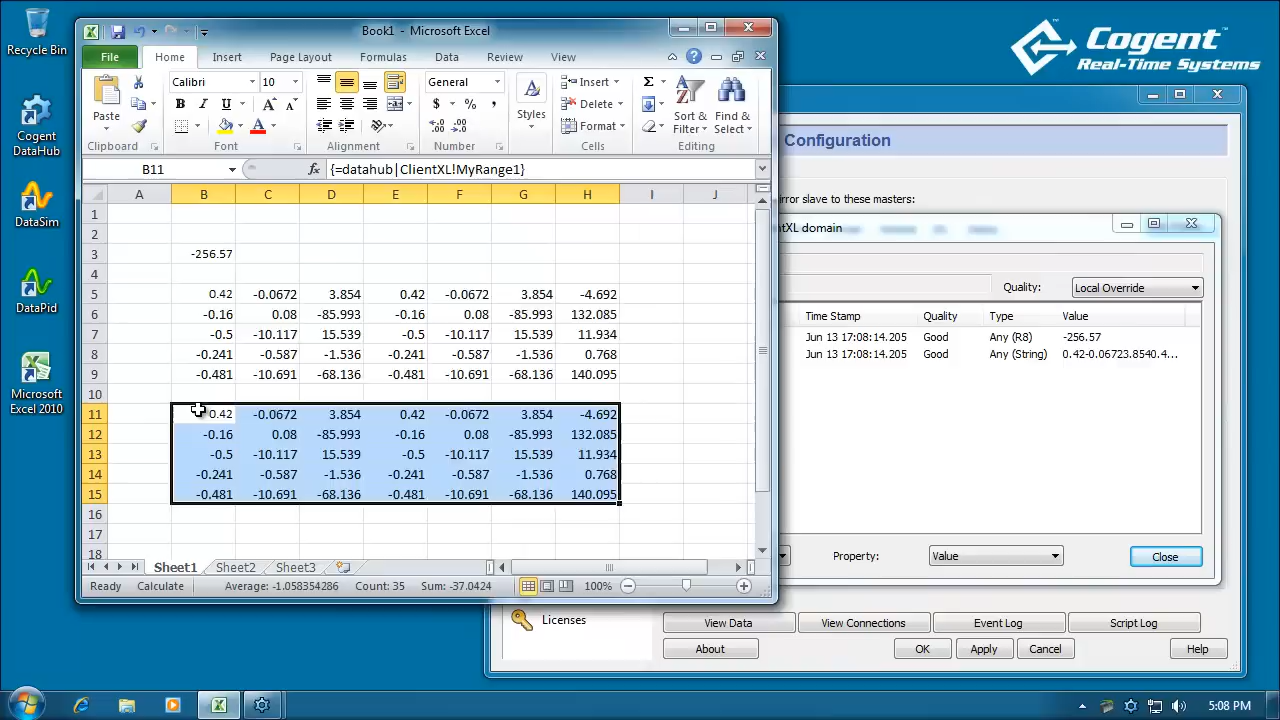 Recycle Bin
Cogent
DataHub
DataSim
DataPid
Microsoft
Excel 2010
Cogent™
Real-Time Systems
Book1 - Microsoft Excel
File Home Insert Page Layout Formulas Data Review View
Paste
Clipboard
Calibri 10
B I U
Font
Alignment
General
$ % ,
Number
Styles
Insert
Delete
Format
Cells
Σ
Sort &
Filter
Find &
Select
Editing
B11 fx {=datahub|ClientXL!MyRange1}
A B C D E F G H I J
1
2
3 -256.57
4
5 0.42 -0.0672 3.854 0.42 -0.0672 3.854 -4.692
6 -0.16 0.08 -85.993 -0.16 0.08 -85.993 132.085
7 -0.5 -10.117 15.539 -0.5 -10.117 15.539 11.934
8 -0.241 -0.587 -1.536 -0.241 -0.587 -1.536 0.768
9 -0.481 -10.691 -68.136 -0.481 -10.691 -68.136 140.095
10
11 0.42 -0.0672 3.854 0.42 -0.0672 3.854 -4.692
12 -0.16 0.08 -85.993 -0.16 0.08 -85.993 132.085
13 -0.5 -10.117 15.539 -0.5 -10.117 15.539 11.934
14 -0.241 -0.587 -1.536 -0.241 -0.587 -1.536 0.768
15 -0.481 -10.691 -68.136 -0.481 -10.691 -68.136 140.095
16
17
18
Sheet1 Sheet2 Sheet3
Ready Calculate Average: -1.058354286 Count: 35 Sum: -37.0424 100%
Configuration
slave to these masters:
domain
Quality: Local Override
Time Stamp Quality Type Value
Jun 13 17:08:14.205 Good Any (R8) -256.57
Jun 13 17:08:14.205 Good Any (String) 0.42-0.06723.8540.4...
Property: Value Close
Licenses
View Data View Connections Event Log Script Log
About OK Apply Cancel Help
5:08 PM